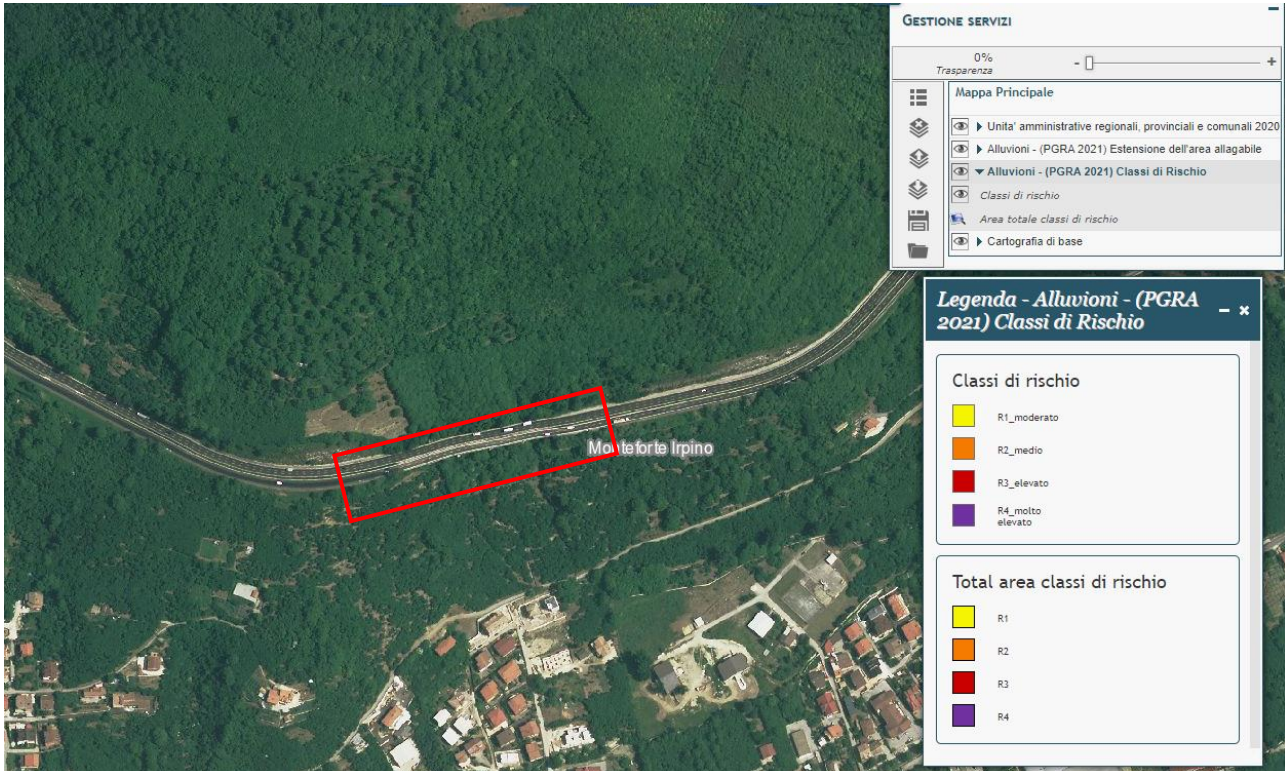 GESTIONE SERVIZI
0%
Trasparenza
- +
Mappa Principale
Unita' amministrative regionali, provinciali e comunali 2020
Alluvioni - (PGRA 2021) Estensione dell'area allagabile
Alluvioni - (PGRA 2021) Classi di Rischio
Classi di rischio
Area totale classi di rischio
Cartografia di base
Monteforte Irpino
Legenda - Alluvioni - (PGRA
2021) Classi di Rischio
Classi di rischio
R1_moderato
R2_medio
R3_elevato
R4_molto
elevato
Total area classi di rischio
R1
R2
R3
R4